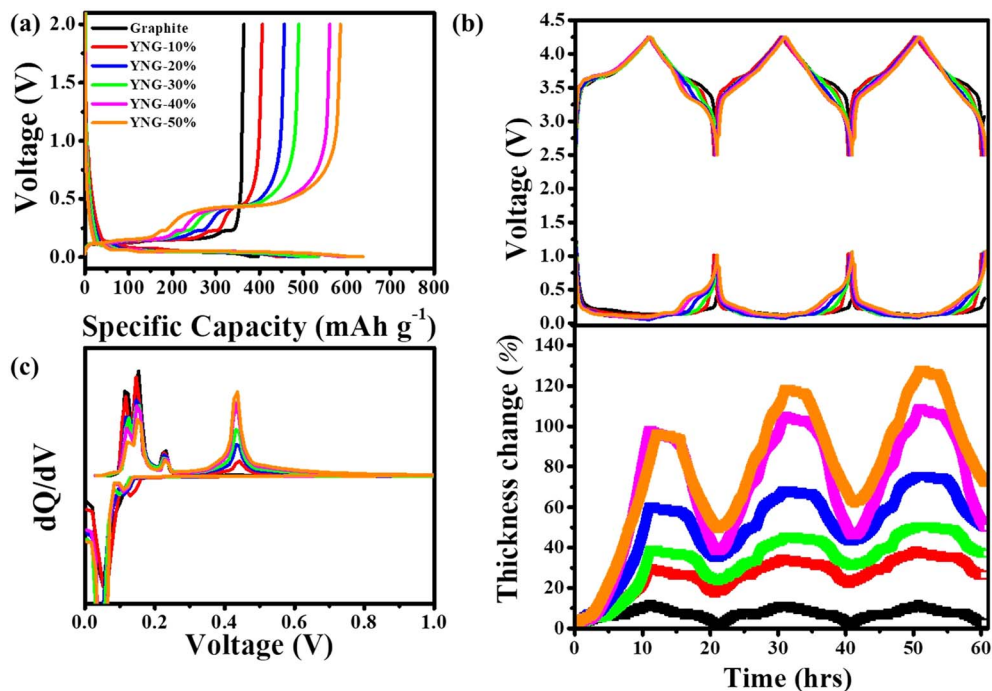 (a)
Graphite
YNG-10%
YNG-20%
YNG-30%
YNG-40%
YNG-50%
Voltage (V)
2.0
1.5
1.0
0.5
0.0
0 100 200 300 400 500 600 700 800
Specific Capacity (mAh g⁻¹)
(b)
Voltage (V)
4.5
4.0
3.5
3.0
2.5
1.0
0.5
0.0
Thickness change (%)
140
120
100
80
60
40
20
0
0 10 20 30 40 50 60
Time (hrs)
(c)
dQ/dV
0.0 0.2 0.4 0.6 0.8 1.0
Voltage (V)